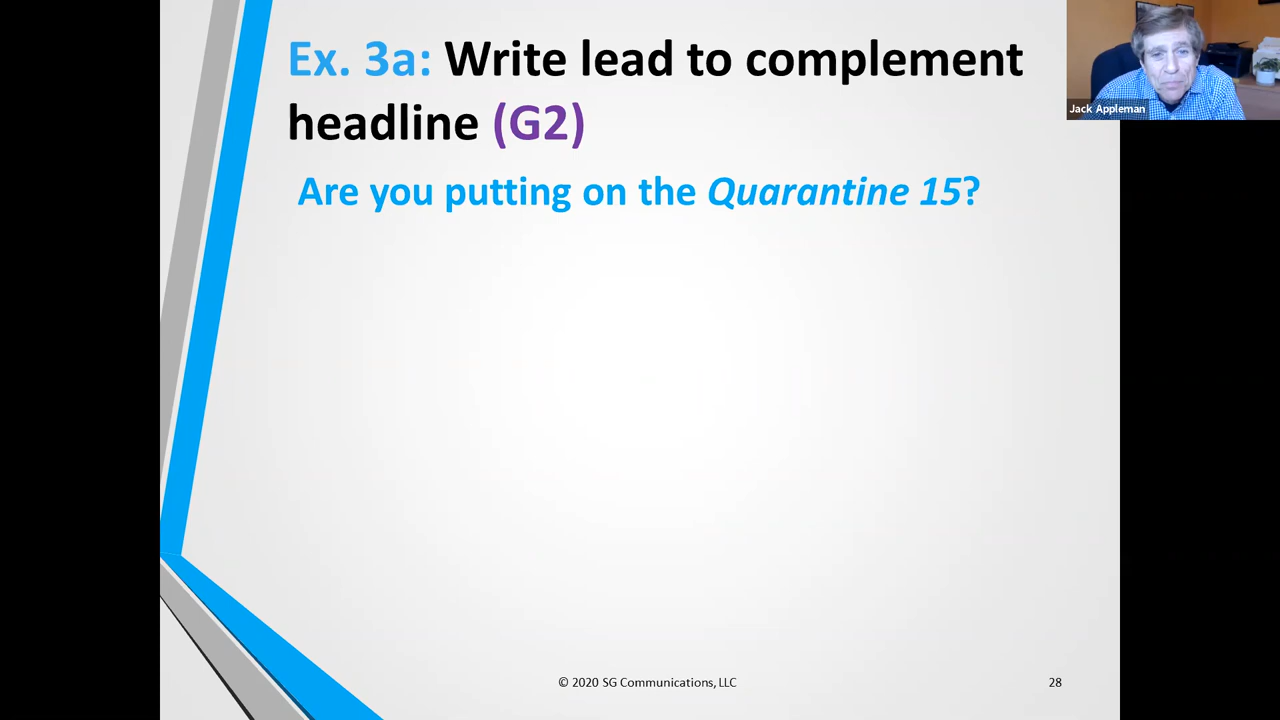 Ex. 3a: Write lead to complement
headline (G2)
Are you putting on the Quarantine 15?
Jack Appleman
© 2020 SG Communications, LLC
28